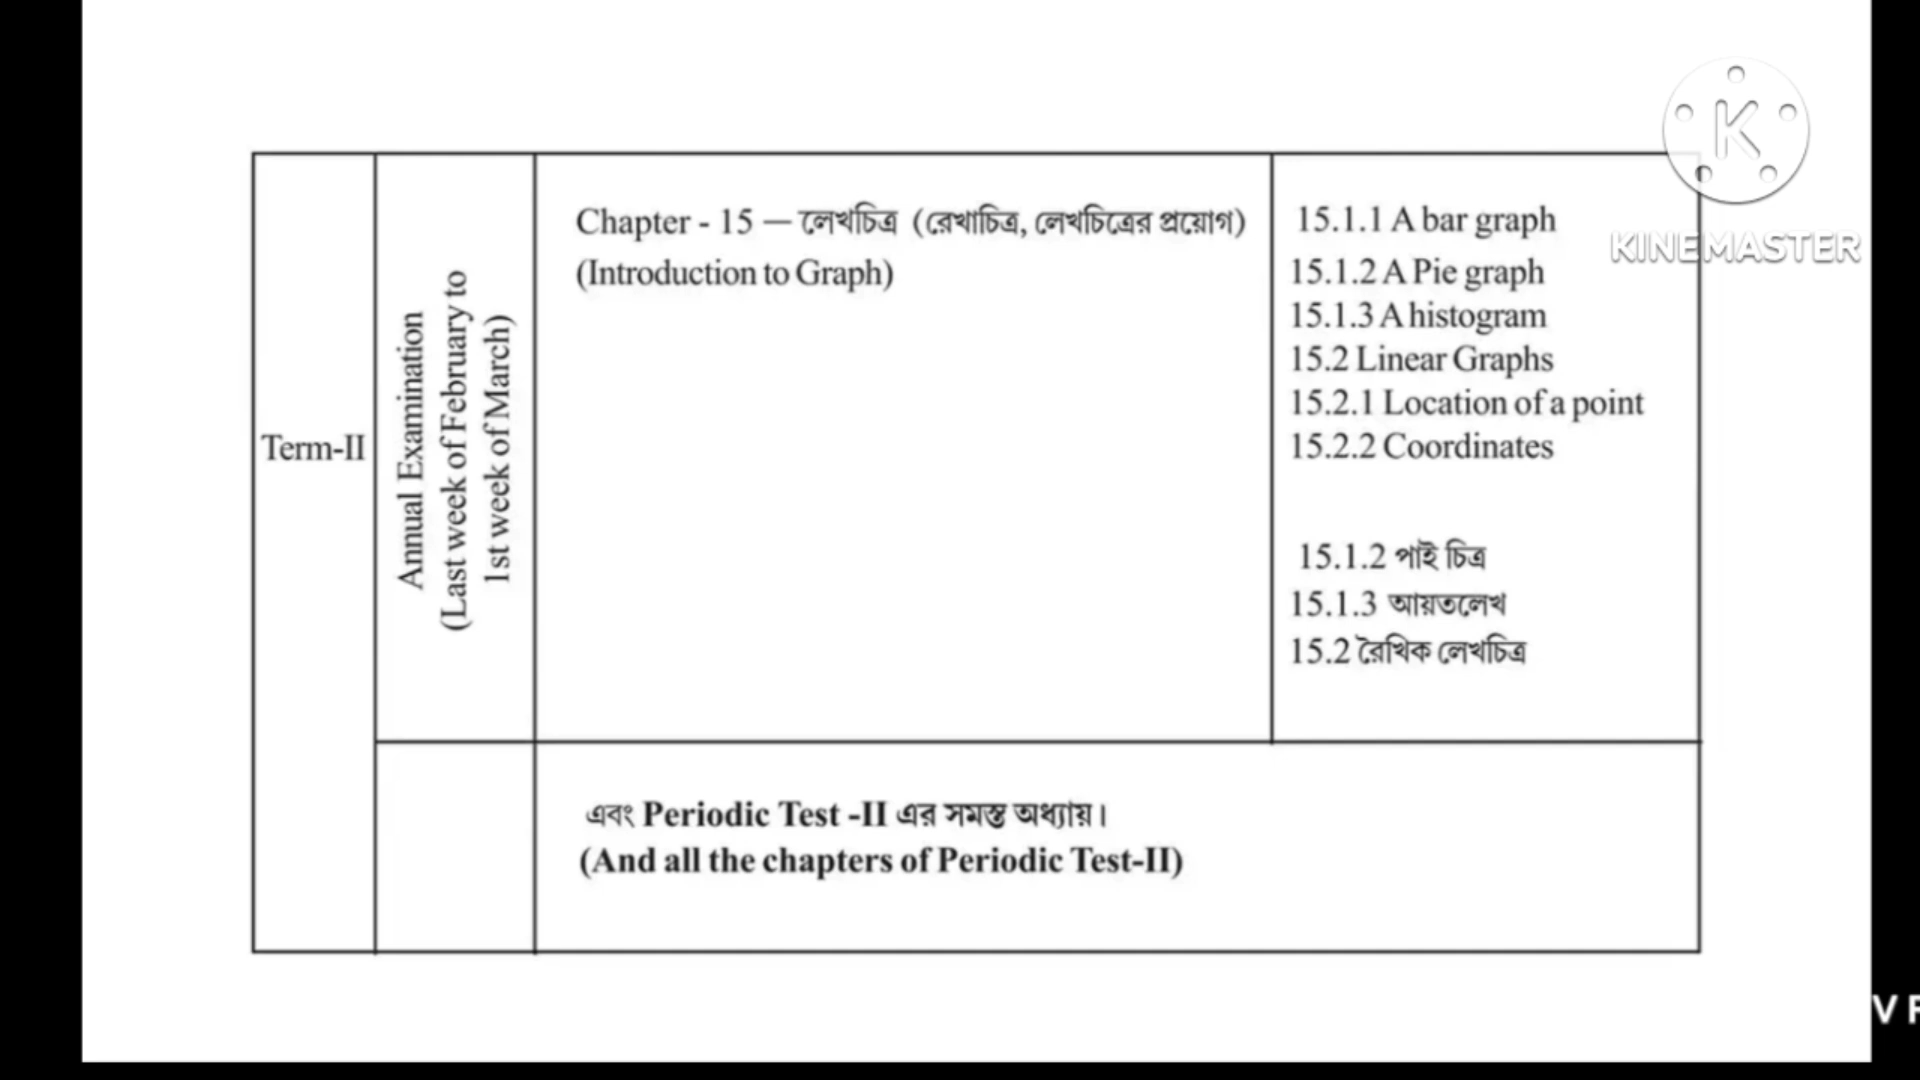 Term-II
Annual Examination
(Last week of February to
1st week of March)
Chapter - 15 — লেখচিত্র (রেখাচিত্র, লেখচিত্রের প্রয়োগ)
(Introduction to Graph)
15.1.1 A bar graph
15.1.2 A Pie graph
15.1.3 A histogram
15.2 Linear Graphs
15.2.1 Location of a point
15.2.2 Coordinates
15.1.2 পাই চিত্র
15.1.3 আয়তলেখ
15.2 রৈখিক লেখচিত্র
এবং Periodic Test -II এর সমস্ত অধ্যায়।
(And all the chapters of Periodic Test-II)
K
KINEMASTER
V